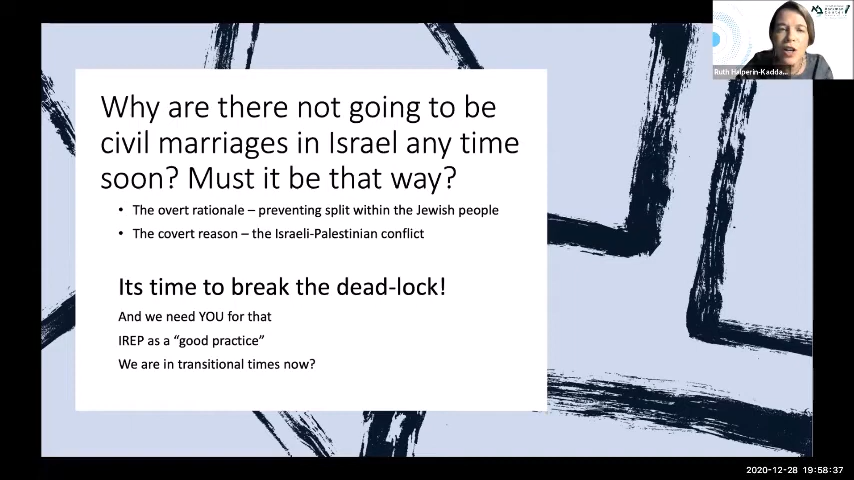 Why are there not going to be
civil marriages in Israel any time
soon? Must it be that way?
• The overt rationale – preventing split within the Jewish people
• The covert reason – the Israeli-Palestinian conflict
Its time to break the dead-lock!
And we need YOU for that
IREP as a “good practice”
We are in transitional times now?
Ruth Halperin-Kadda...
2020-12-28 19:58:37